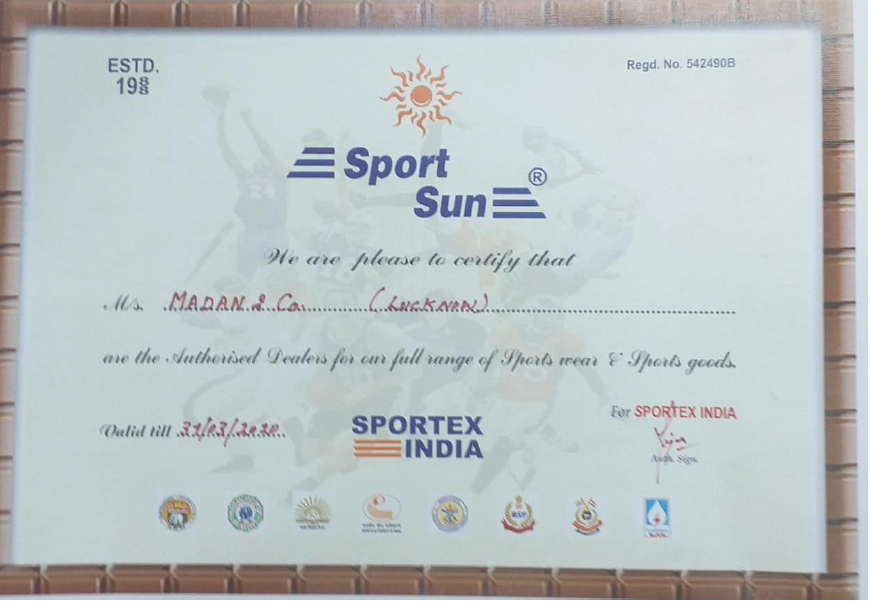 ESTD.
1988
Regd. No. 542490B
Sport
Sun ®
We are please to certify that
M/s. MADAN & Co. (LUCKNOW)
are the Authorised Dealers for our full range of Sports wear & Sports goods.
Valid till 31/03/2020
SPORTEX
INDIA
For SPORTEX INDIA
Auth. Sign.
BSF